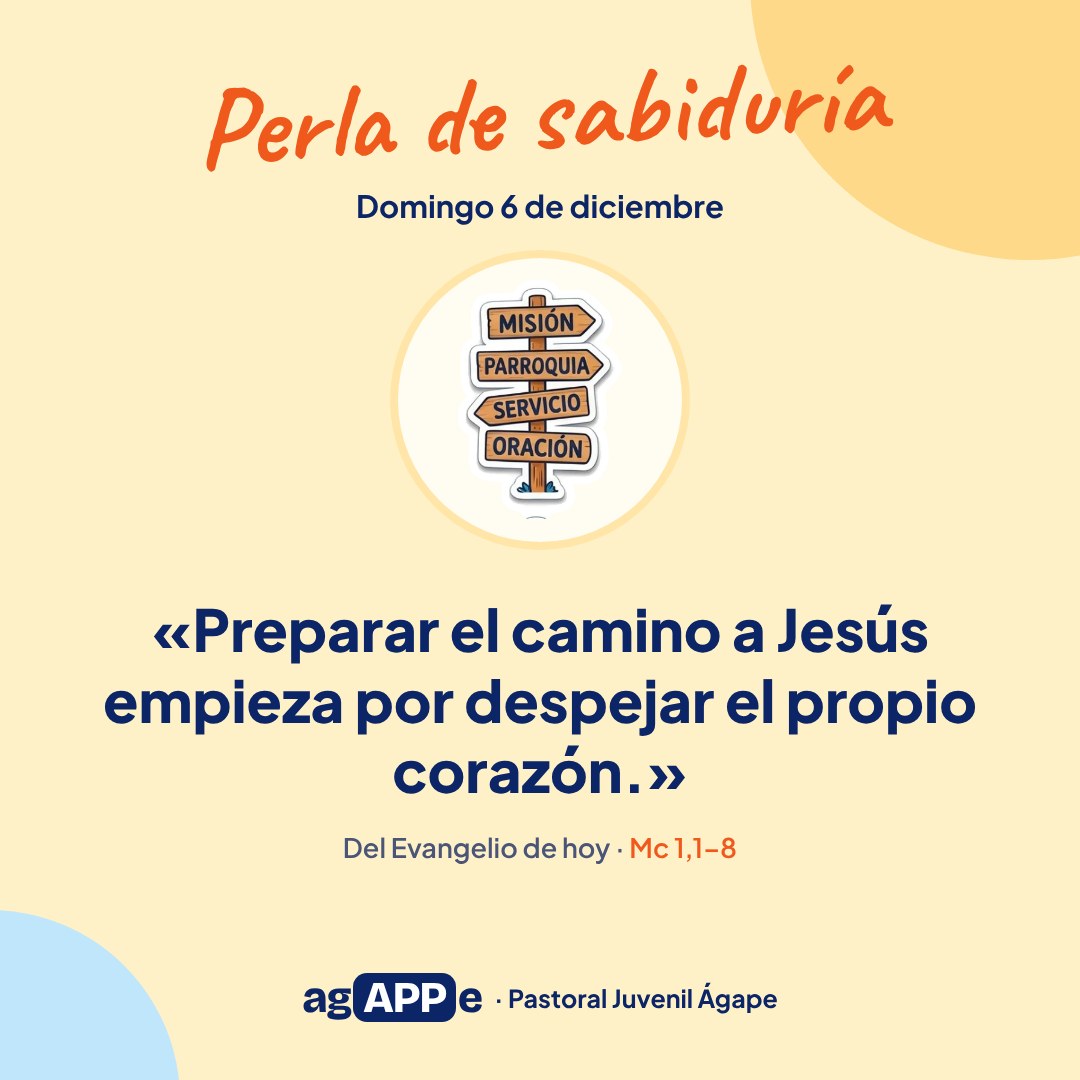 Perla de sabiduría
Domingo 6 de diciembre
MISIÓN
PARROQUIA
SERVICIO
ORACIÓN
«Preparar el camino a Jesús
empieza por despejar el propio
corazón.»
Del Evangelio de hoy · Mc 1,1–8
agAPPe · Pastoral Juvenil Ágape